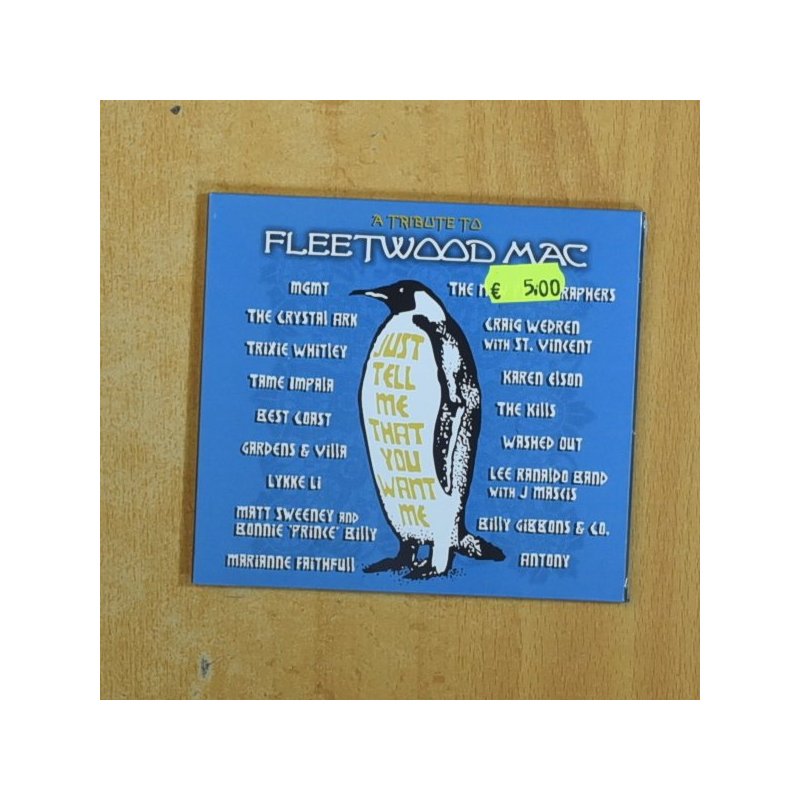 A TRIBUTE TO
FLEETWOOD MAC
MGMT
THE CRYSTAL ARK
TRIXIE WHITLEY
TAME IMPALA
BEST COAST
GARDENS & VILLA
LYKKE LI
MATT SWEENEY AND
BONNIE 'PRINCE' BILLY
MARIANNE FAITHFULL
JUST
TELL
ME
THAT
YOU
WANT
ME
THE
€ 5,00
CRAIG WEDREN
WITH ST. VINCENT
KAREN ELSON
THE KILLS
WASHED OUT
LEE RANALDO BAND
WITH J MASCIS
BILLY GIBBONS & CO.
ANTONY